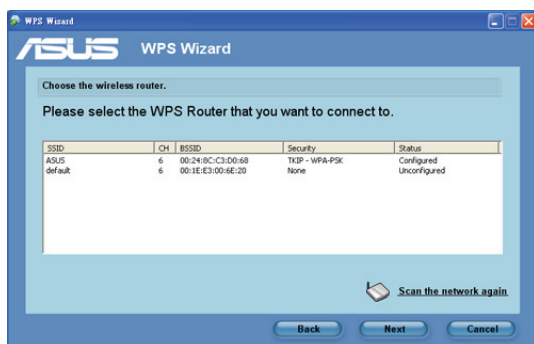 WPS Wizard
ASUS WPS Wizard
Choose the wireless router.
Please select the WPS Router that you want to connect to.
SSID CH BSSID Security Status
ASUS 6 00:24:8C:C3:D0:68 TKIP - WPA-PSK Configured
default 6 00:1E:E3:00:6E:20 None Unconfigured
Scan the network again
Back Next Cancel